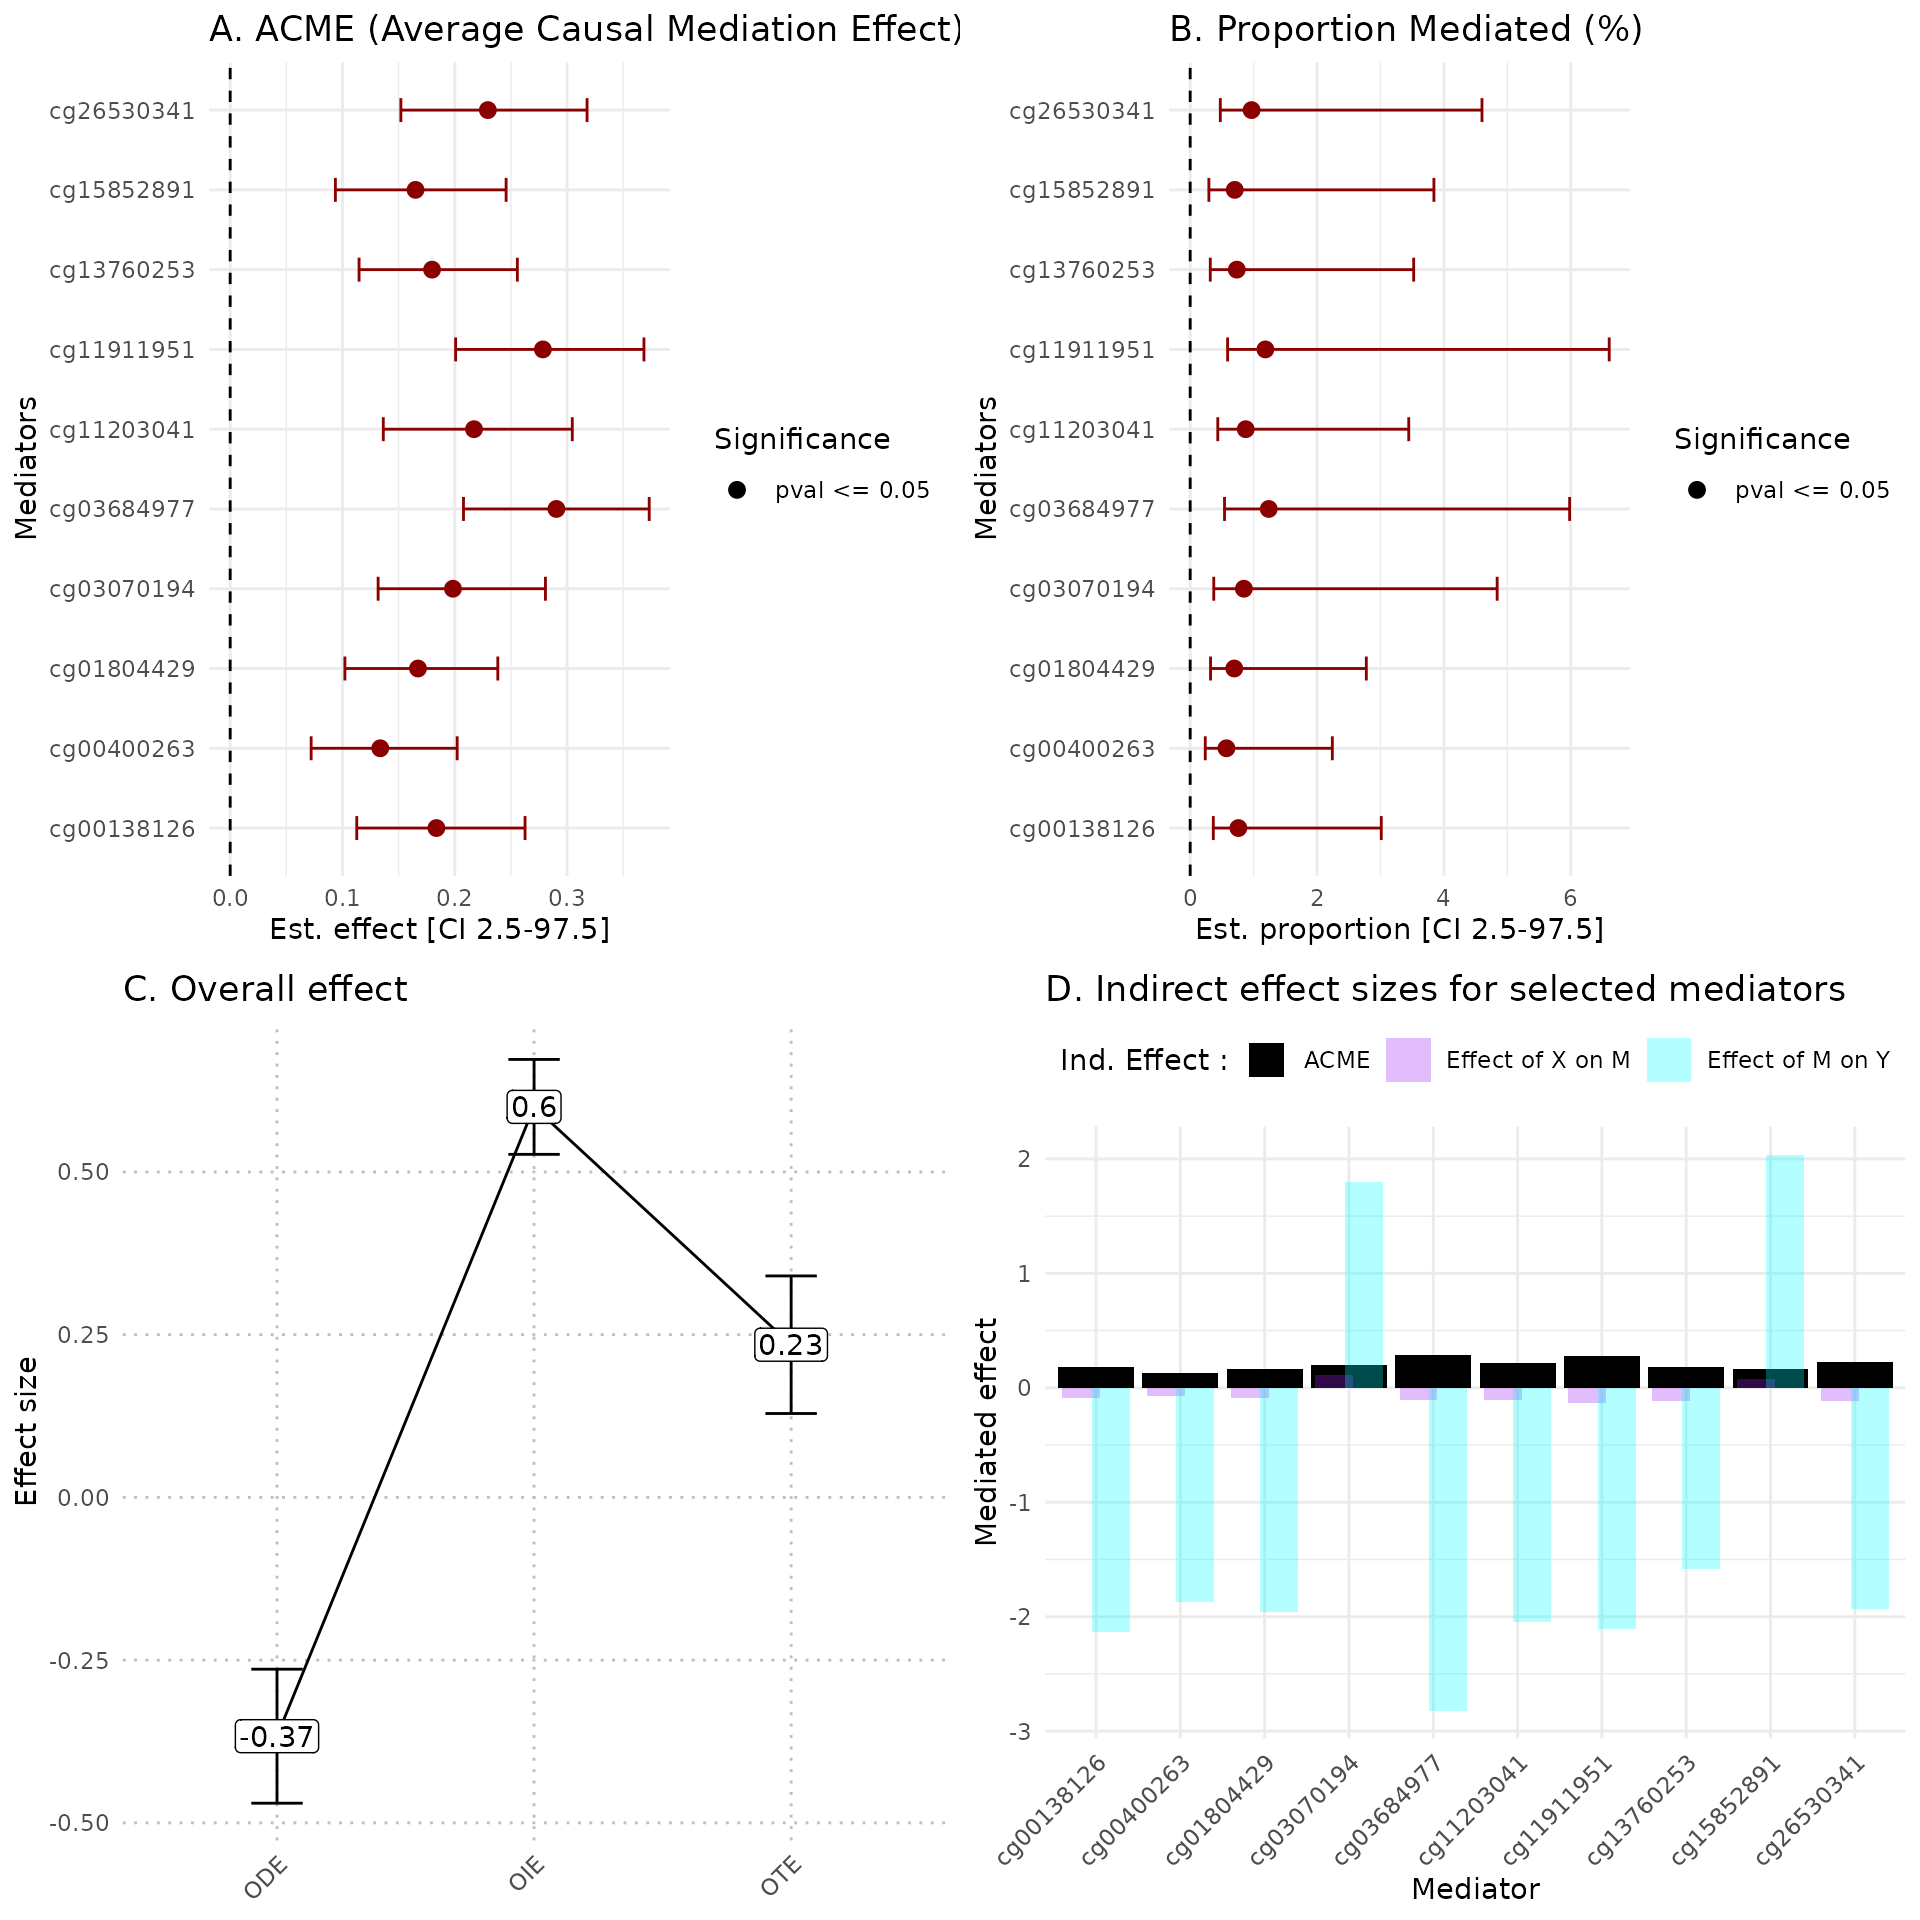 A. ACME (Average Causal Mediation Effect)
cg26530341
cg15852891
cg13760253
cg11911951
cg11203041
cg03684977
cg03070194
cg01804429
cg00400263
cg00138126
Mediators
0.0 0.1 0.2 0.3
Est. effect [CI 2.5-97.5]
Significance
pval <= 0.05
B. Proportion Mediated (%)
cg26530341
cg15852891
cg13760253
cg11911951
cg11203041
cg03684977
cg03070194
cg01804429
cg00400263
cg00138126
Mediators
0 2 4 6
Est. proportion [CI 2.5-97.5]
Significance
pval <= 0.05
C. Overall effect
Effect size
0.50
0.25
0.00
-0.25
-0.50
-0.37
0.6
0.23
ODE OIE OTE
D. Indirect effect sizes for selected mediators
Ind. Effect : ACME Effect of X on M Effect of M on Y
Mediated effect
2
1
0
-1
-2
-3
cg00138126 cg00400263 cg01804429 cg03070194 cg03684977 cg11203041 cg11911951 cg13760253 cg15852891 cg26530341
Mediator